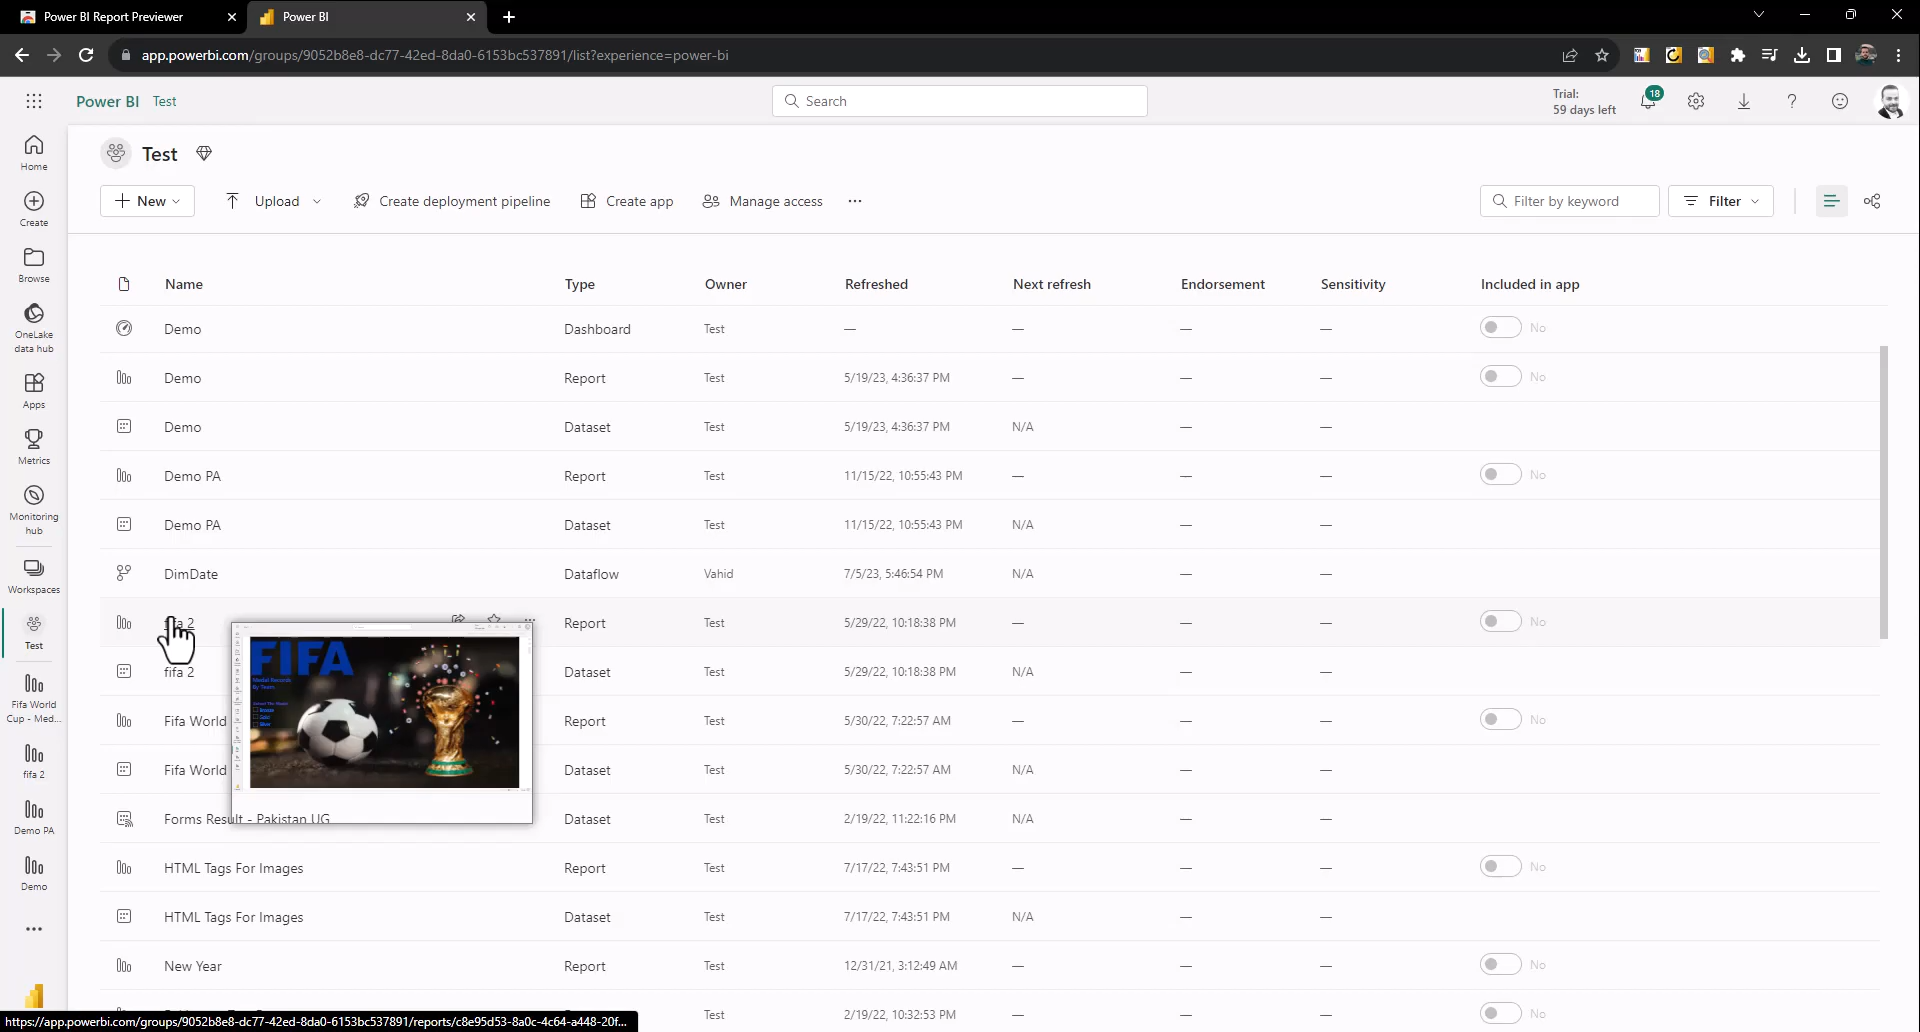 Power BI Report Previewer
Power BI
app.powerbi.com/groups/9052b8e8-dc77-42ed-8da0-6153bc537891/list?experience=power-bi
Power BI Test
Search
Trial:
59 days left
18
Home
Create
Browse
OneLake
data hub
Apps
Metrics
Monitoring
hub
Workspaces
Test
Fifa World
Cup - Med...
fifa 2
Demo PA
Demo
Test
New
Upload
Create deployment pipeline
Create app
Manage access
Filter by keyword
Filter
Name Type Owner Refreshed Next refresh Endorsement Sensitivity Included in app
Demo Dashboard Test — — — — No
Demo Report Test 5/19/23, 4:36:37 PM — — — No
Demo Dataset Test 5/19/23, 4:36:37 PM N/A — —
Demo PA Report Test 11/15/22, 10:55:43 PM — — — No
Demo PA Dataset Test 11/15/22, 10:55:43 PM N/A — —
DimDate Dataflow Vahid 7/5/23, 5:46:54 PM N/A — —
fifa 2 Report Test 5/29/22, 10:18:38 PM — — — No
fifa 2 Dataset Test 5/29/22, 10:18:38 PM N/A — —
Fifa World Report Test 5/30/22, 7:22:57 AM — — — No
Fifa World Dataset Test 5/30/22, 7:22:57 AM N/A — —
Forms Result - Pakistan UG Dataset Test 2/19/22, 11:22:16 PM N/A — —
HTML Tags For Images Report Test 7/17/22, 7:43:51 PM — — — No
HTML Tags For Images Dataset Test 7/17/22, 7:43:51 PM N/A — —
New Year Report Test 12/31/21, 3:12:49 AM — — — No
Test 2/19/22, 10:32:53 PM — — — No
FIFA
Medal Records
By Team
https://app.powerbi.com/groups/9052b8e8-dc77-42ed-8da0-6153bc537891/reports/c8e95d53-8a0c-4c64-a448-20f...